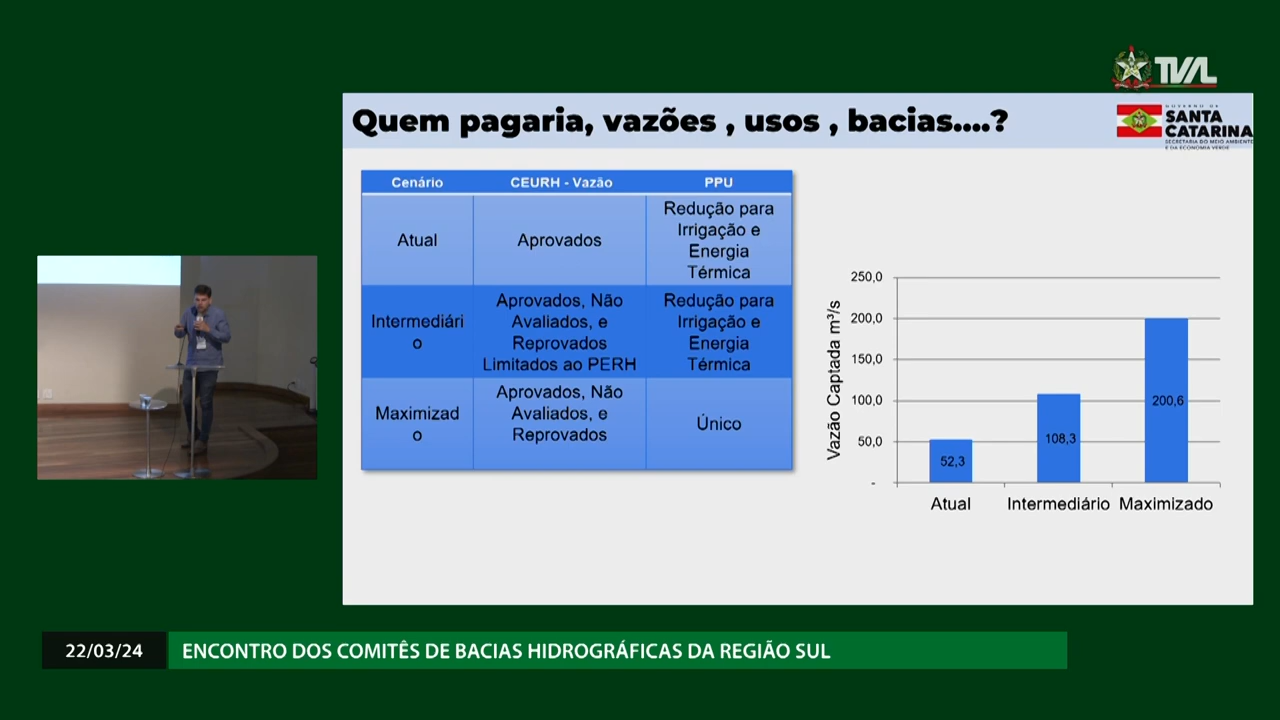 TVAL
Quem pagaria, vazões , usos , bacias....?
GOVERNO DE
SANTA
CATARINA
SECRETARIA DO MEIO AMBIENTE
E DA ECONOMIA VERDE
Cenário CEURH - Vazão PPU
Atual Aprovados Redução para
Irrigação e
Energia
Térmica
Intermediári
o
Aprovados, Não
Avaliados, e
Reprovados
Limitados ao PERH
Redução para
Irrigação e
Energia
Térmica
Maximizad
o
Aprovados, Não
Avaliados, e
Reprovados
Único
Vazão Captada m³/s
250,0
200,0
150,0
100,0
50,0
-
52,3
108,3
200,6
Atual Intermediário Maximizado
22/03/24 ENCONTRO DOS COMITÊS DE BACIAS HIDROGRÁFICAS DA REGIÃO SUL